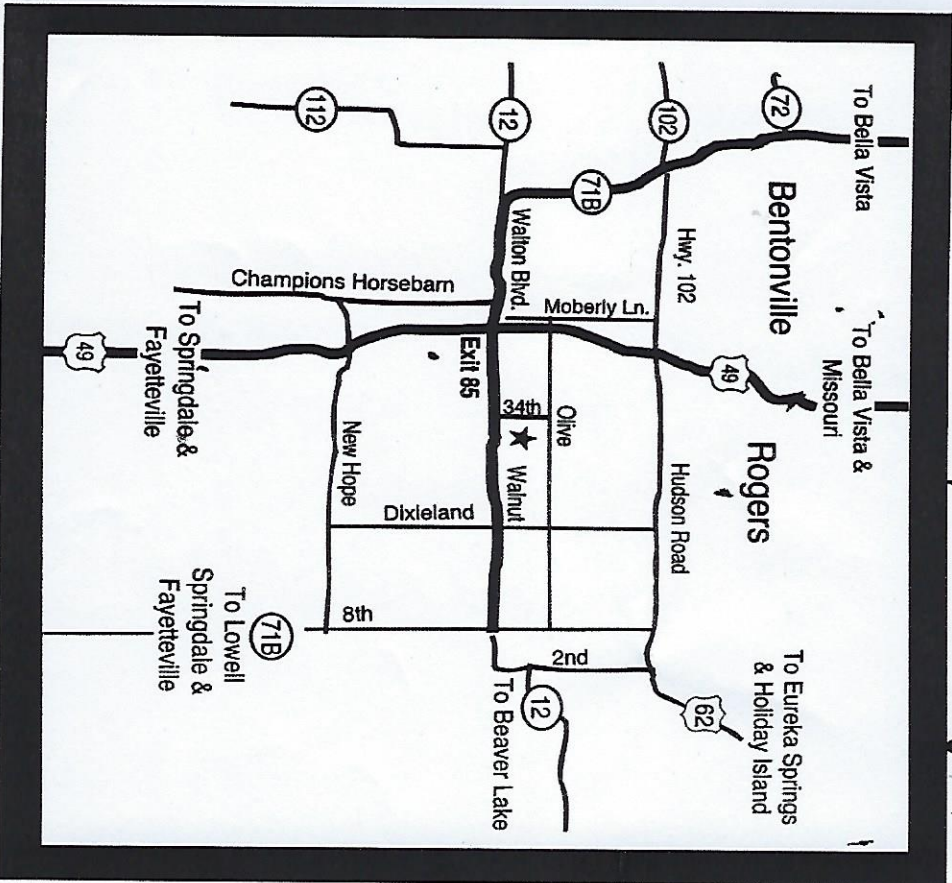 To Bella Vista
72
Bentonville
To Bella Vista &
Missouri
49
Rogers
To Eureka Springs
& Holiday Island
62
102
Hwy. 102
Hudson Road
71B
Moberly Ln.
Olive
34th
2nd
12
Walton Blvd.
Exit 85
Walnut
12
To Beaver Lake
112
Champions Horsebarn
New Hope
Dixieland
8th
49
To Springdale &
Fayetteville
71B
To Lowell
Springdale &
Fayetteville